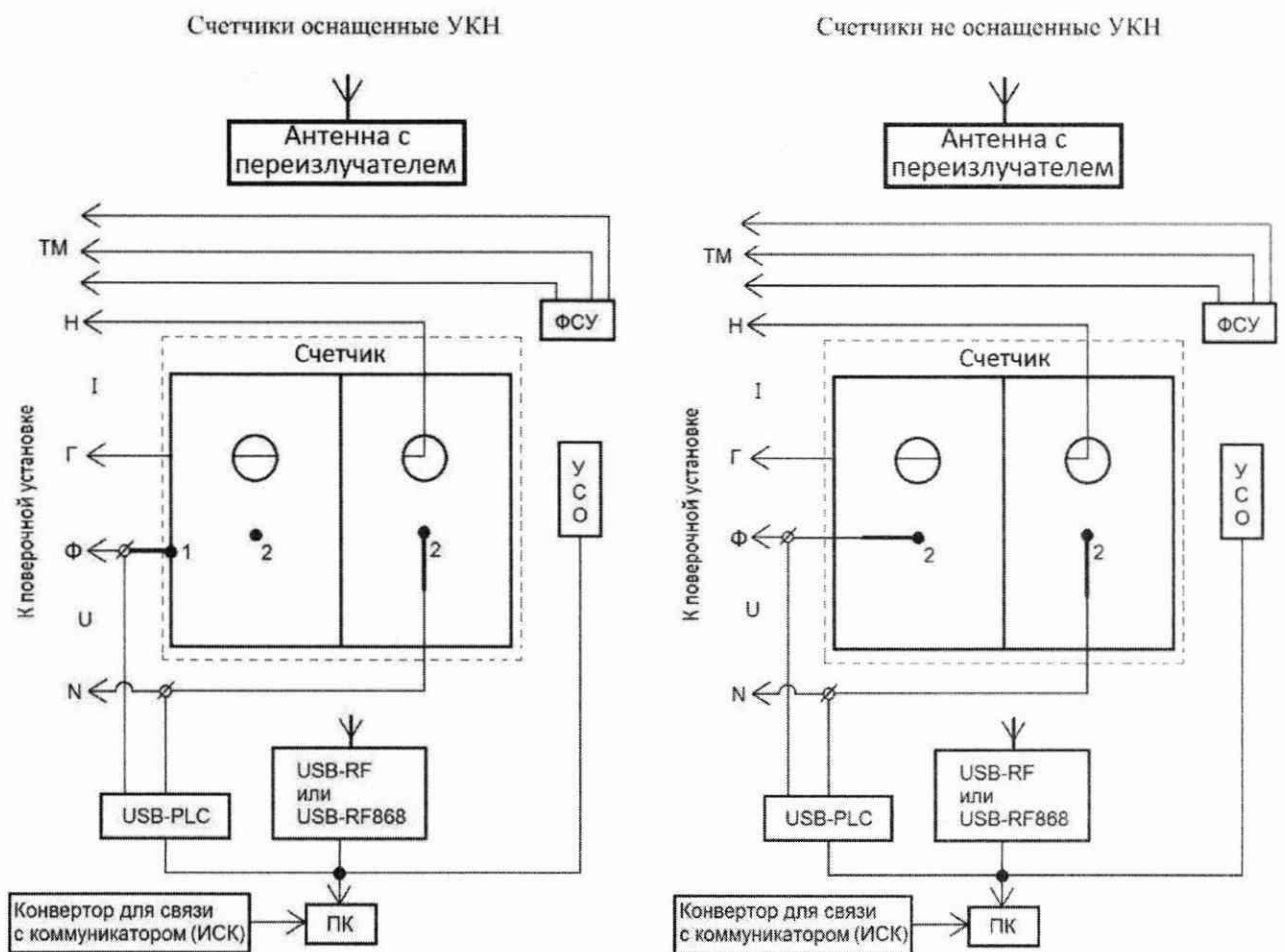 Счетчики оснащенные УКН
Антенна с
переизлучателем
ТМ
ФСУ
Н
Счетчик
I
Г
У
С
О
К поверочной установке
Ф
1
2
2
U
N
USB-RF
или
USB-RF868
USB-PLC
Конвертор для связи
с коммуникатором (ИСК)
ПК
Счетчики не оснащенные УКН
Антенна с
переизлучателем
ТМ
ФСУ
Н
Счетчик
I
Г
У
С
О
К поверочной установке
Ф
2
2
U
N
USB-RF
или
USB-RF868
USB-PLC
Конвертор для связи
с коммуникатором (ИСК)
ПК